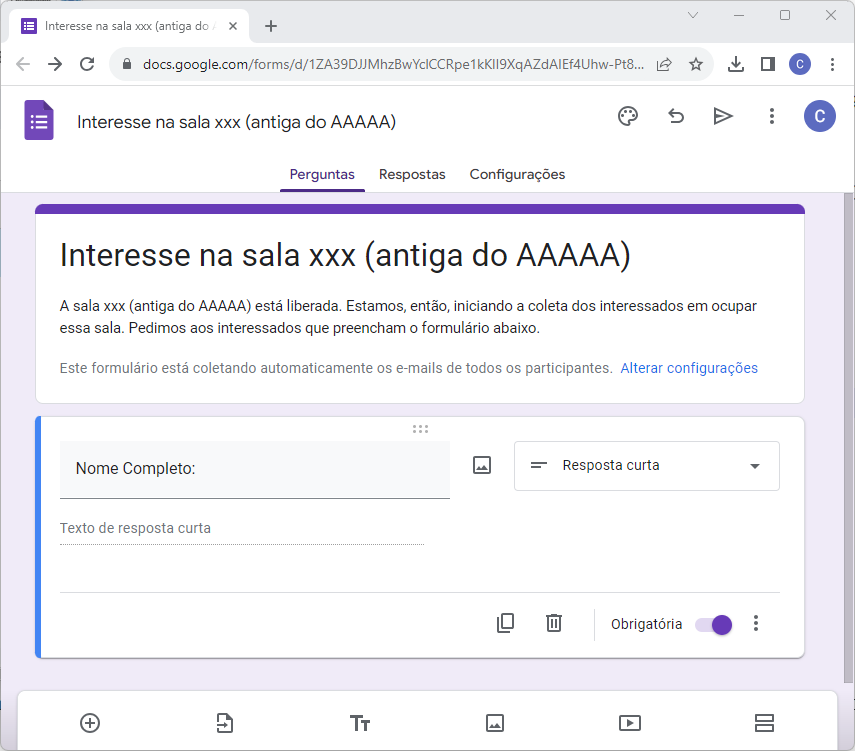 Interesse na sala xxx (antiga do
docs.google.com/forms/d/1ZA39DJJMhzBwYclCCRpe1kKlI9XqAZdAlEf4Uhw-Pt8...
C
Interesse na sala xxx (antiga do AAAAA)
C
Perguntas Respostas Configurações
Interesse na sala xxx (antiga do AAAAA)
A sala xxx (antiga do AAAAA) está liberada. Estamos, então, iniciando a coleta dos interessados em ocupar
essa sala. Pedimos aos interessados que preencham o formulário abaixo.
Este formulário está coletando automaticamente os e-mails de todos os participantes. Alterar configurações
Nome Completo:
Resposta curta
Texto de resposta curta
Obrigatória
Tт